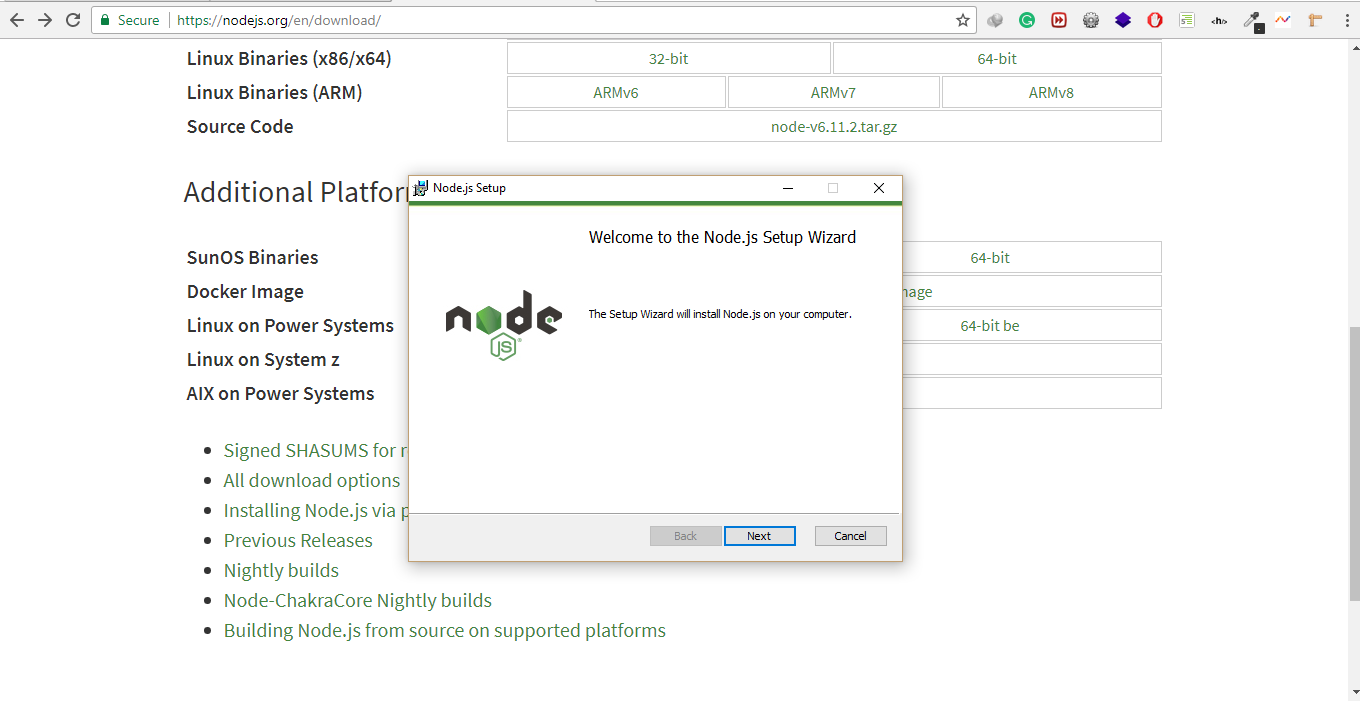 Secure https://nodejs.org/en/download/
<h>
Linux Binaries (x86/x64) 32-bit 64-bit
Linux Binaries (ARM) ARMv6 ARMv7 ARMv8
Source Code node-v6.11.2.tar.gz
Additional Platfor
Node.js Setup
Welcome to the Node.js Setup Wizard
SunOS Binaries 64-bit
Docker Image mage
node
JS
The Setup Wizard will install Node.js on your computer.
Linux on Power Systems 64-bit be
Linux on System z
AIX on Power Systems
Signed SHASUMS for r
All download options
Installing Node.js via p
Back Next Cancel
Previous Releases
Nightly builds
Node-ChakraCore Nightly builds
Building Node.js from source on supported platforms